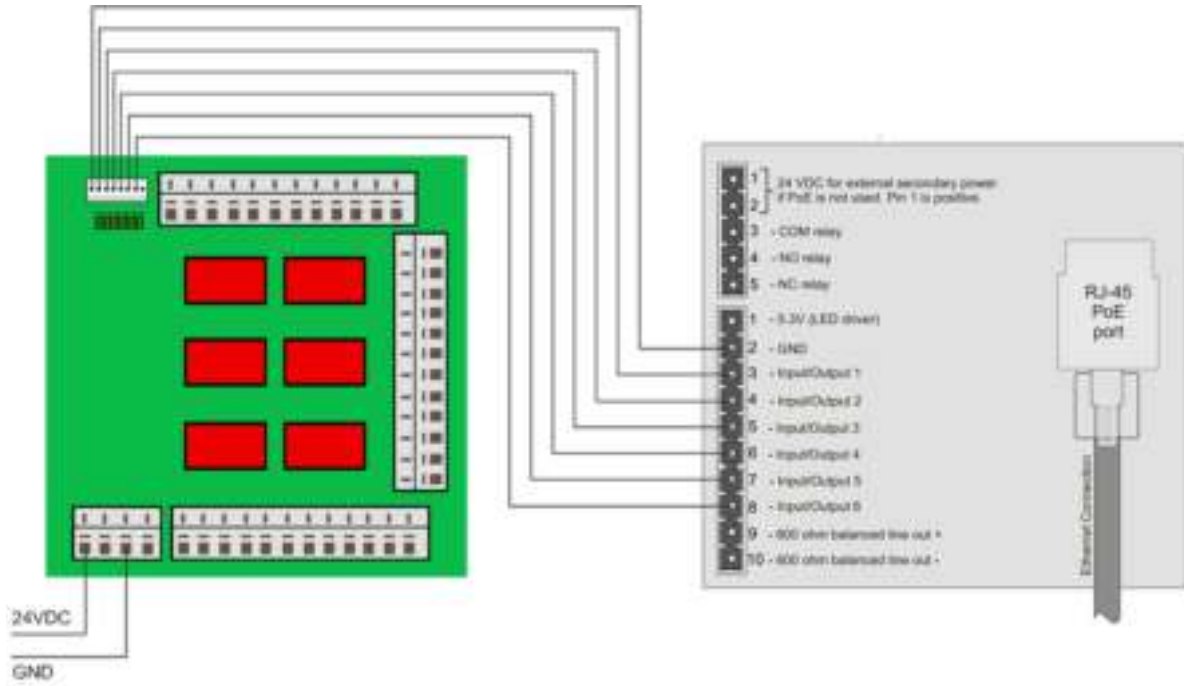 1
24 VDC for external secondary power
if PoE is not used. Pin 1 is positive.
2
3 - COM relay
4 - NO relay
5 - NC relay
1 - 3.3V (LED driver)
2 - GND
3 - Input/Output 1
4 - Input/Output 2
5 - Input/Output 3
6 - Input/Output 4
7 - Input/Output 5
8 - Input/Output 6
9 - 600 ohm balanced line out +
10 - 600 ohm balanced line out -
RJ-45
PoE
port
Ethernet Connection
24VDC
GND